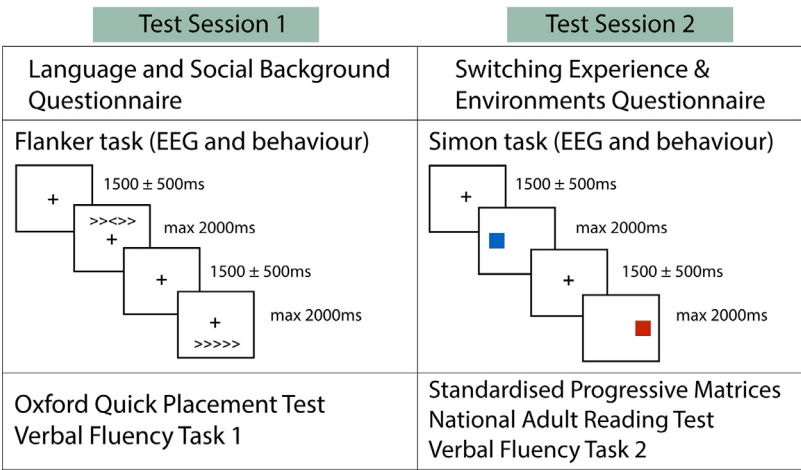 Test Session 1
Test Session 2
Language and Social Background
Questionnaire
Switching Experience &
Environments Questionnaire
Flanker task (EEG and behaviour)
+
1500 ± 500ms
>><>>
+
max 2000ms
+
1500 ± 500ms
+
>>>>>
max 2000ms
Simon task (EEG and behaviour)
+
1500 ± 500ms
max 2000ms
+
1500 ± 500ms
max 2000ms
Oxford Quick Placement Test
Verbal Fluency Task 1
Standardised Progressive Matrices
National Adult Reading Test
Verbal Fluency Task 2